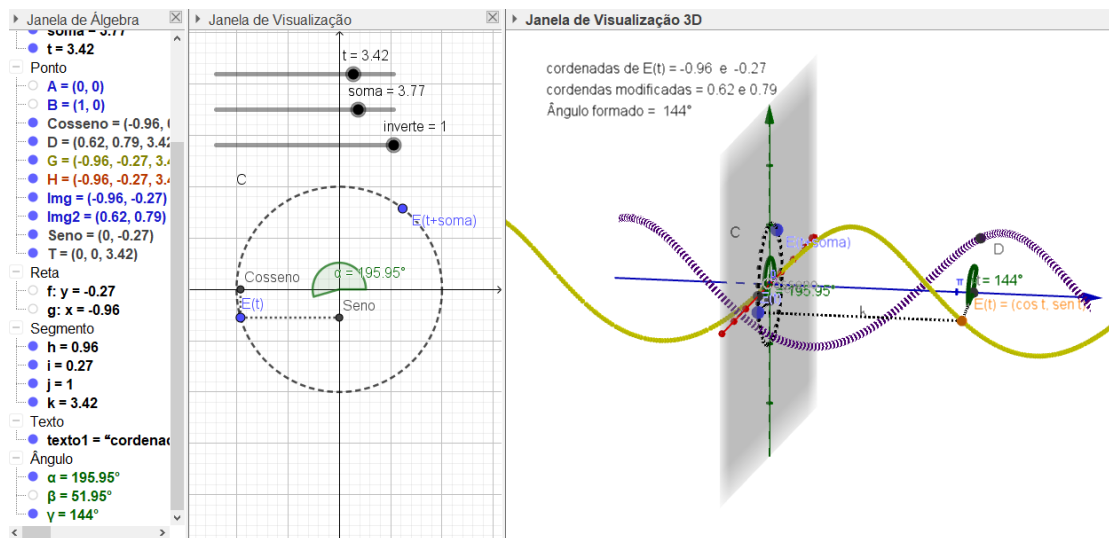 Janela de Álgebra
soma = 3.77
t = 3.42
Ponto
A = (0, 0)
B = (1, 0)
Cosseno = (-0.96, 
D = (0.62, 0.79, 3.42
G = (-0.96, -0.27, 3.4
H = (-0.96, -0.27, 3.4
Img = (-0.96, -0.27)
Img2 = (0.62, 0.79)
Seno = (0, -0.27)
T = (0, 0, 3.42)
Reta
f: y = -0.27
g: x = -0.96
Segmento
h = 0.96
i = 0.27
j = 1
k = 3.42
Texto
texto1 = “cordenad
Ângulo
α = 195.95°
β = 51.95°
γ = 144°
Janela de Visualização
t = 3.42
soma = 3.77
inverte = 1
C
E(t+soma)
α = 195.95°
Cosseno
E(t)
Seno
Janela de Visualização 3D
cordenadas de E(t) = -0.96 e -0.27
cordendas modificadas = 0.62 e 0.79
Ângulo formado = 144°
C
E(t+soma)
D
π
= 144°
= 195.95°
E(t) = (cos t, sen t
k